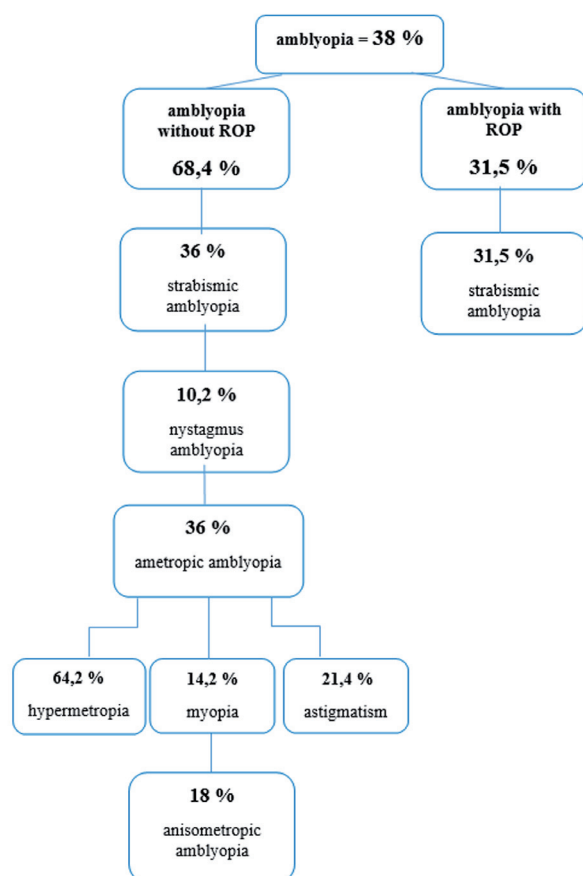 amblyopia = 38 %
amblyopia
without ROP
68,4 %
amblyopia with
ROP
31,5 %
36 %
strabismic
amblyopia
31,5 %
strabismic
amblyopia
10,2 %
nystagmus
amblyopia
36 %
ametropic amblyopia
64,2 %
hypermetropia
14,2 %
myopia
21,4 %
astigmatism
18 %
anisometropic
amblyopia